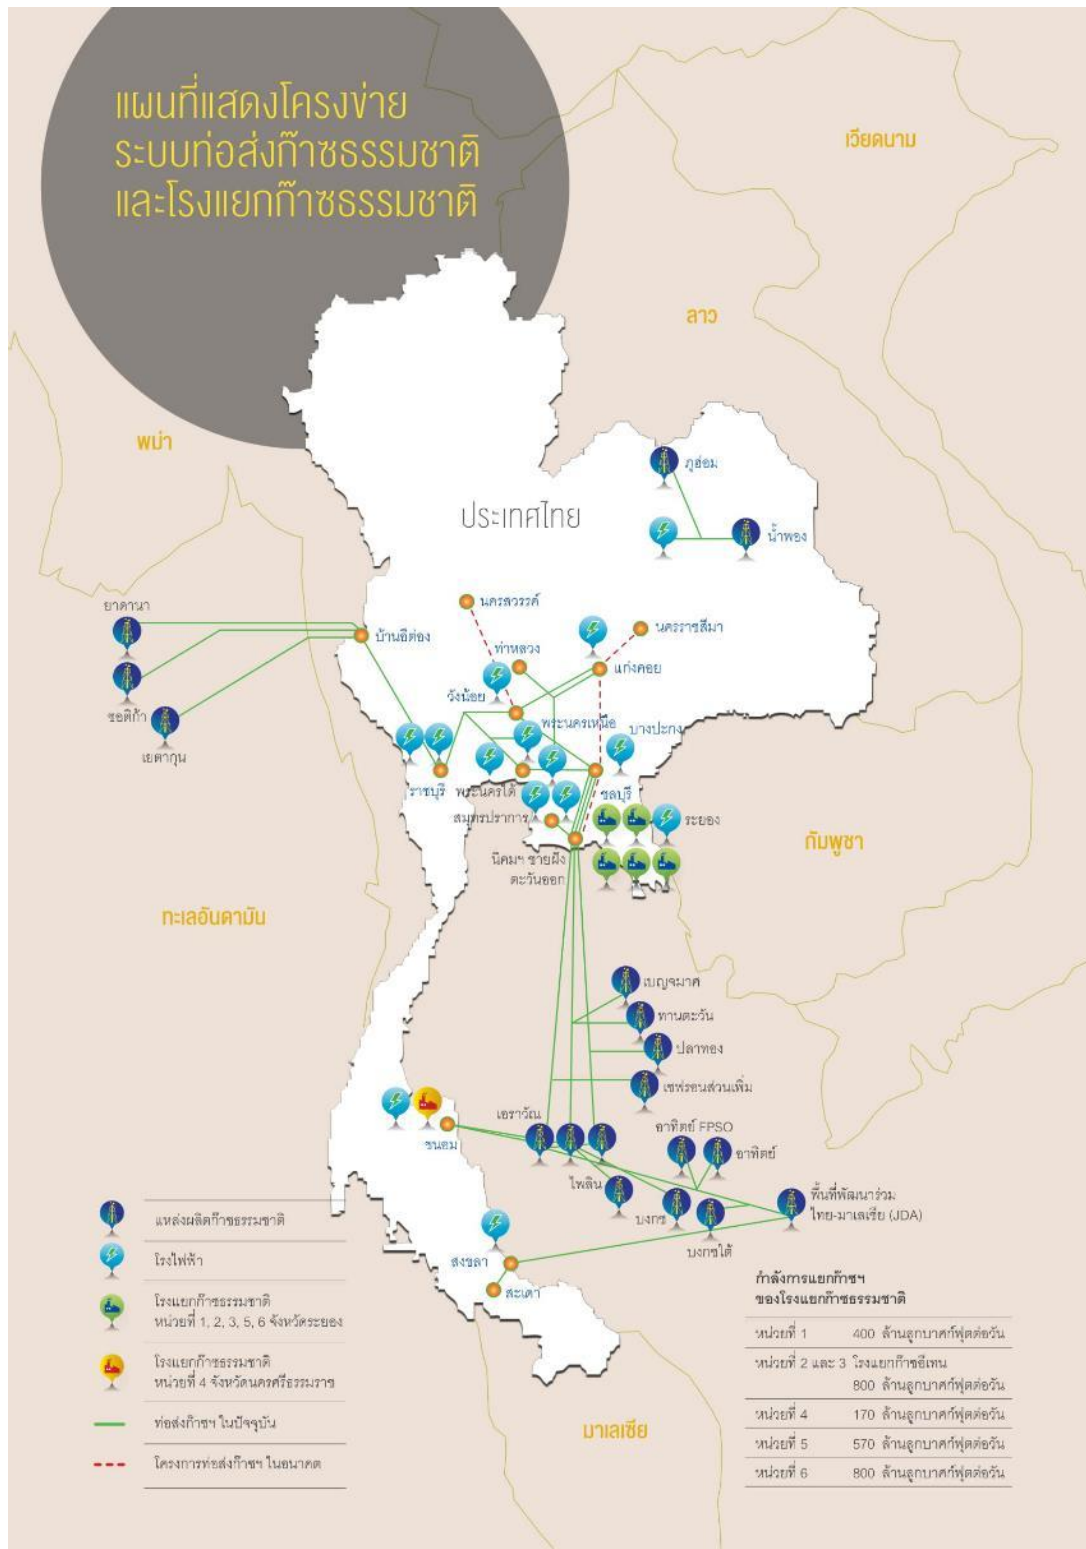 แผนที่แสดงโครงข่าย
ระบบท่อส่งก๊าซธรรมชาติ
และโรงแยกก๊าซธรรมชาติ
เวียดนาม
ลาว
พม่า
ภูฮ่อม
ประเทศไทย
น้ำพอง
ยาดานา
นครสวรรค์
นครราชสีมา
บ้านอีต่อง
ท่าหลวง
แก่งคอย
ซอติก้า
วังน้อย
พระนครเหนือ
บางปะกง
เยตากุน
ราชบุรี
พระนครใต้
ชลบุรี
สมุทรปราการ
ระยอง
กัมพูชา
นิคมฯ ชายฝั่ง
ตะวันออก
ทะเลอันดามัน
เบญจมาศ
ทานตะวัน
ปลาทอง
เชฟรอนส่วนเพิ่ม
เอราวัณ
อาทิตย์ FPSO
อาทิตย์
ขนอม
ไพลิน
บงกช
บงกชใต้
พื้นที่พัฒนาร่วม
ไทย-มาเลเซีย (JDA)
สงขลา
สะเดา
มาเลเซีย
แหล่งผลิตก๊าซธรรมชาติ
โรงไฟฟ้า
โรงแยกก๊าซธรรมชาติ
หน่วยที่ 1, 2, 3, 5, 6 จังหวัดระยอง
โรงแยกก๊าซธรรมชาติ
หน่วยที่ 4 จังหวัดนครศรีธรรมราช
ท่อส่งก๊าซฯ ในปัจจุบัน
โครงการท่อส่งก๊าซฯ ในอนาคต
กำลังการแยกก๊าซฯ
ของโรงแยกก๊าซธรรมชาติ
หน่วยที่ 1 400 ล้านลูกบาศก์ฟุตต่อวัน
หน่วยที่ 2 และ 3 โรงแยกก๊าซอีเทน
800 ล้านลูกบาศก์ฟุตต่อวัน
หน่วยที่ 4 170 ล้านลูกบาศก์ฟุตต่อวัน
หน่วยที่ 5 570 ล้านลูกบาศก์ฟุตต่อวัน
หน่วยที่ 6 800 ล้านลูกบาศก์ฟุตต่อวัน